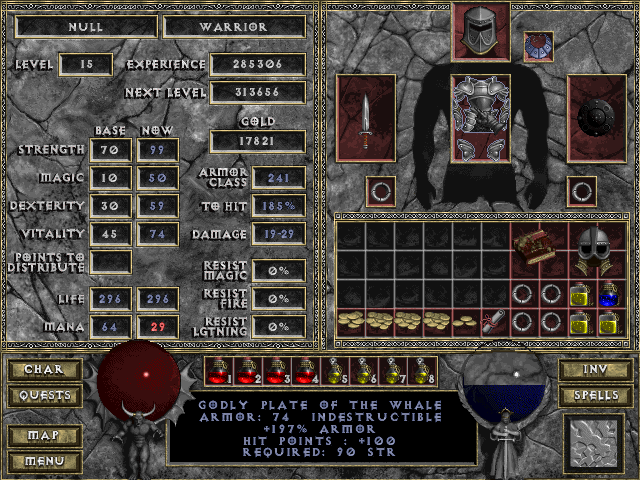 NULL WARRIOR
LEVEL 15 EXPERIENCE 285306
NEXT LEVEL 313656
BASE NOW GOLD
17821
STRENGTH 70 99
MAGIC 10 50 ARMOR CLASS 241
DEXTERITY 30 59 TO HIT 185%
VITALITY 45 74 DAMAGE 19-29
POINTS TO DISTRIBUTE
RESIST MAGIC 0%
LIFE 296 296 RESIST FIRE 0%
MANA 64 29 RESIST LGTNING 0%
CHAR 1 2 3 4 5 6 7 8 INV
QUESTS SPELLS
MAP
MENU
GODLY PLATE OF THE WHALE
ARMOR: 74 INDESTRUCTIBLE
+197% ARMOR
HIT POINTS : +100
REQUIRED: 90 STR